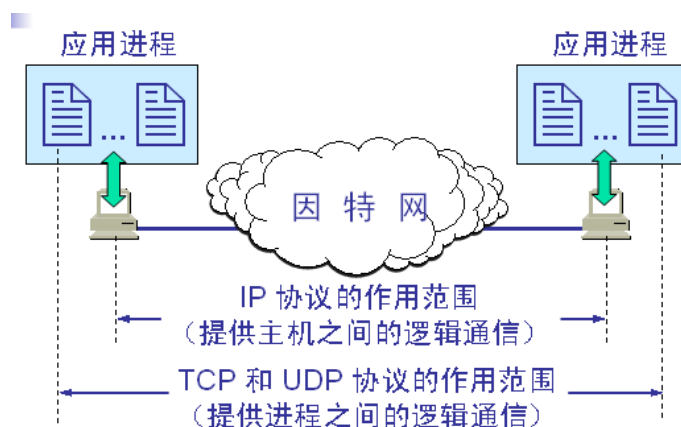 应用进程
应用进程
...
...
因特网
IP 协议的作用范围
（提供主机之间的逻辑通信）
TCP 和 UDP 协议的作用范围
（提供进程之间的逻辑通信）